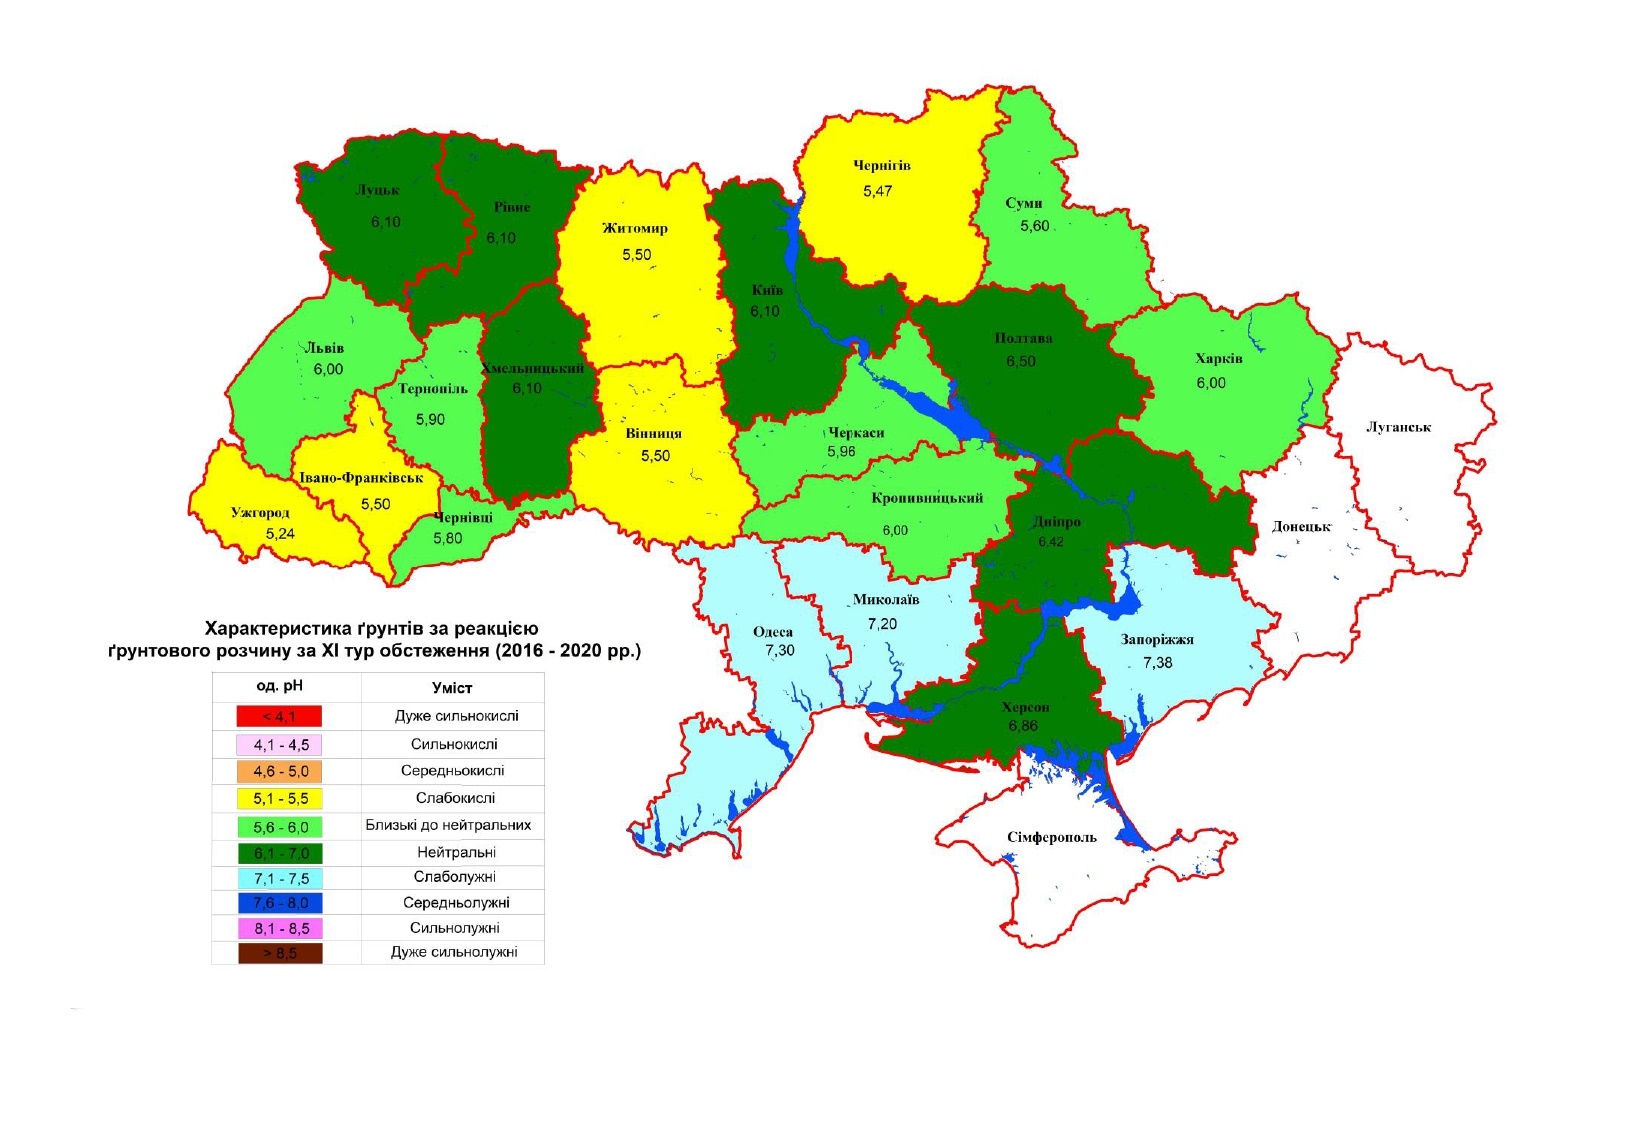 Чернігів
5,47
Луцьк
6,10
Рівне
6,10
Суми
5,60
Житомир
5,50
Київ
6,10
Полтава
6,50
Львів
6,00
Харків
6,00
Хмельницький
6,10
Тернопіль
5,90
Луганськ
Вінниця
5,50
Черкаси
5,96
Івано-Франківськ
5,50
Кропивницький
6,00
Ужгород
5,24
Чернівці
5,80
Дніпро
6,42
Донецьк
Миколаїв
7,20
Одеса
7,30
Запоріжжя
7,38
Херсон
6,86
Сімферополь
Характеристика ґрунтів за реакцією
ґрунтового розчину за XI тур обстеження (2016 - 2020 рр.)
од. рН Уміст
< 4,1 Дуже сильнокислі
4,1 - 4,5 Сильнокислі
4,6 - 5,0 Середньокислі
5,1 - 5,5 Слабокислі
5,6 - 6,0 Близькі до нейтральних
6,1 - 7,0 Нейтральні
7,1 - 7,5 Слаболужні
7,6 - 8,0 Середньолужні
8,1 - 8,5 Сильнолужні
> 8,5 Дуже сильнолужні